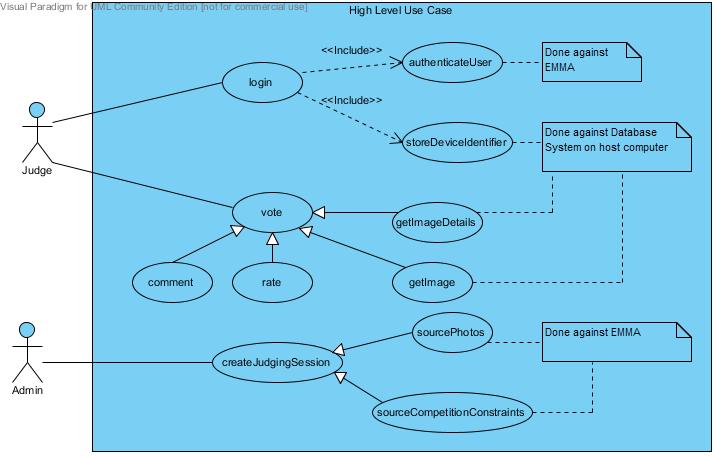 Visual Paradigm for UML Community Edition [not for commercial use]
High Level Use Case
<<Include>>
authenticateUser
Done against
EMMA
login
<<Include>>
storeDeviceIdentifier
Done against Database
System on host computer
Judge
vote
getImageDetails
comment
rate
getImage
sourcePhotos
Done against EMMA
createJudgingSession
Admin
sourceCompetitionConstraints